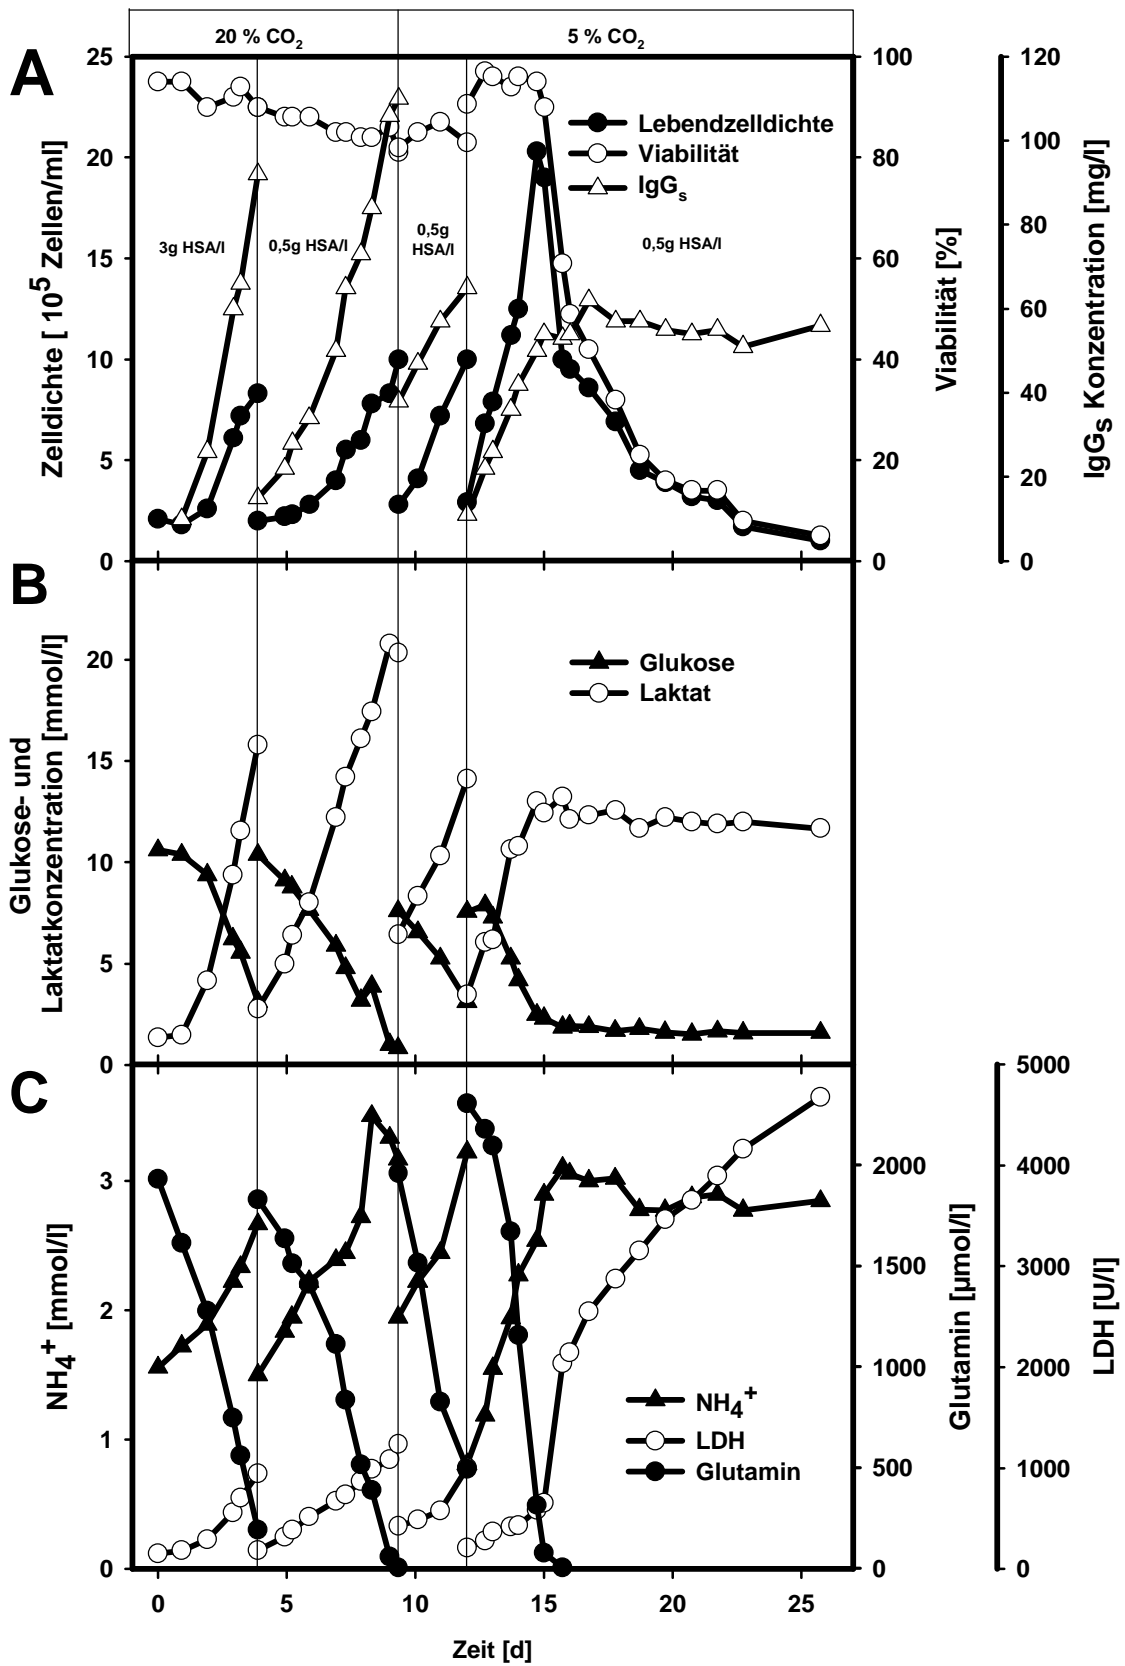 20 % CO2
5 % CO2
A
25
20
15
10
5
0
Zelldichte [ 10^5 Zellen/ml]
100
80
60
40
20
0
Viabilität [%]
120
100
80
60
40
20
0
IgGs Konzentration [mg/l]
Lebendzelldichte
Viabilität
IgGs
3g HSA/l
0,5g HSA/l
0,5g
HSA/l
0,5g HSA/l
B
20
15
10
5
0
Glukose- und
Laktatkonzentration [mmol/l]
Glukose
Laktat
C
3
2
1
0
NH4+ [mmol/l]
2000
1500
1000
500
0
Glutamin [µmol/l]
5000
4000
3000
2000
1000
0
LDH [U/l]
NH4+
LDH
Glutamin
0 5 10 15 20 25
Zeit [d]